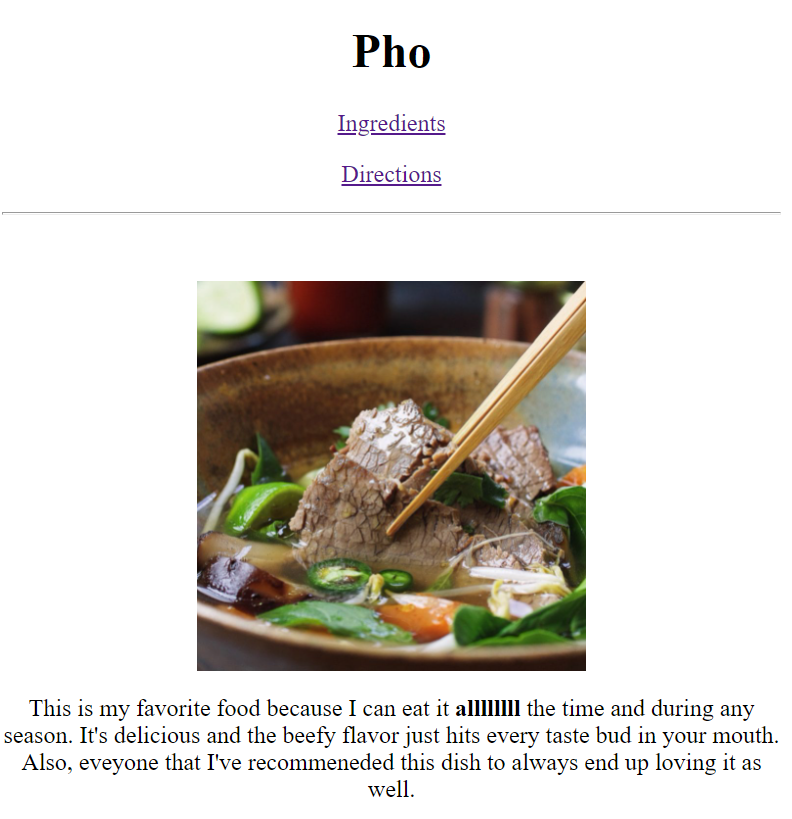 Pho
Ingredients
Directions
This is my favorite food because I can eat it allllllll the time and during any
season. It's delicious and the beefy flavor just hits every taste bud in your mouth.
Also, eveyone that I've recommeneded this dish to always end up loving it as
well.